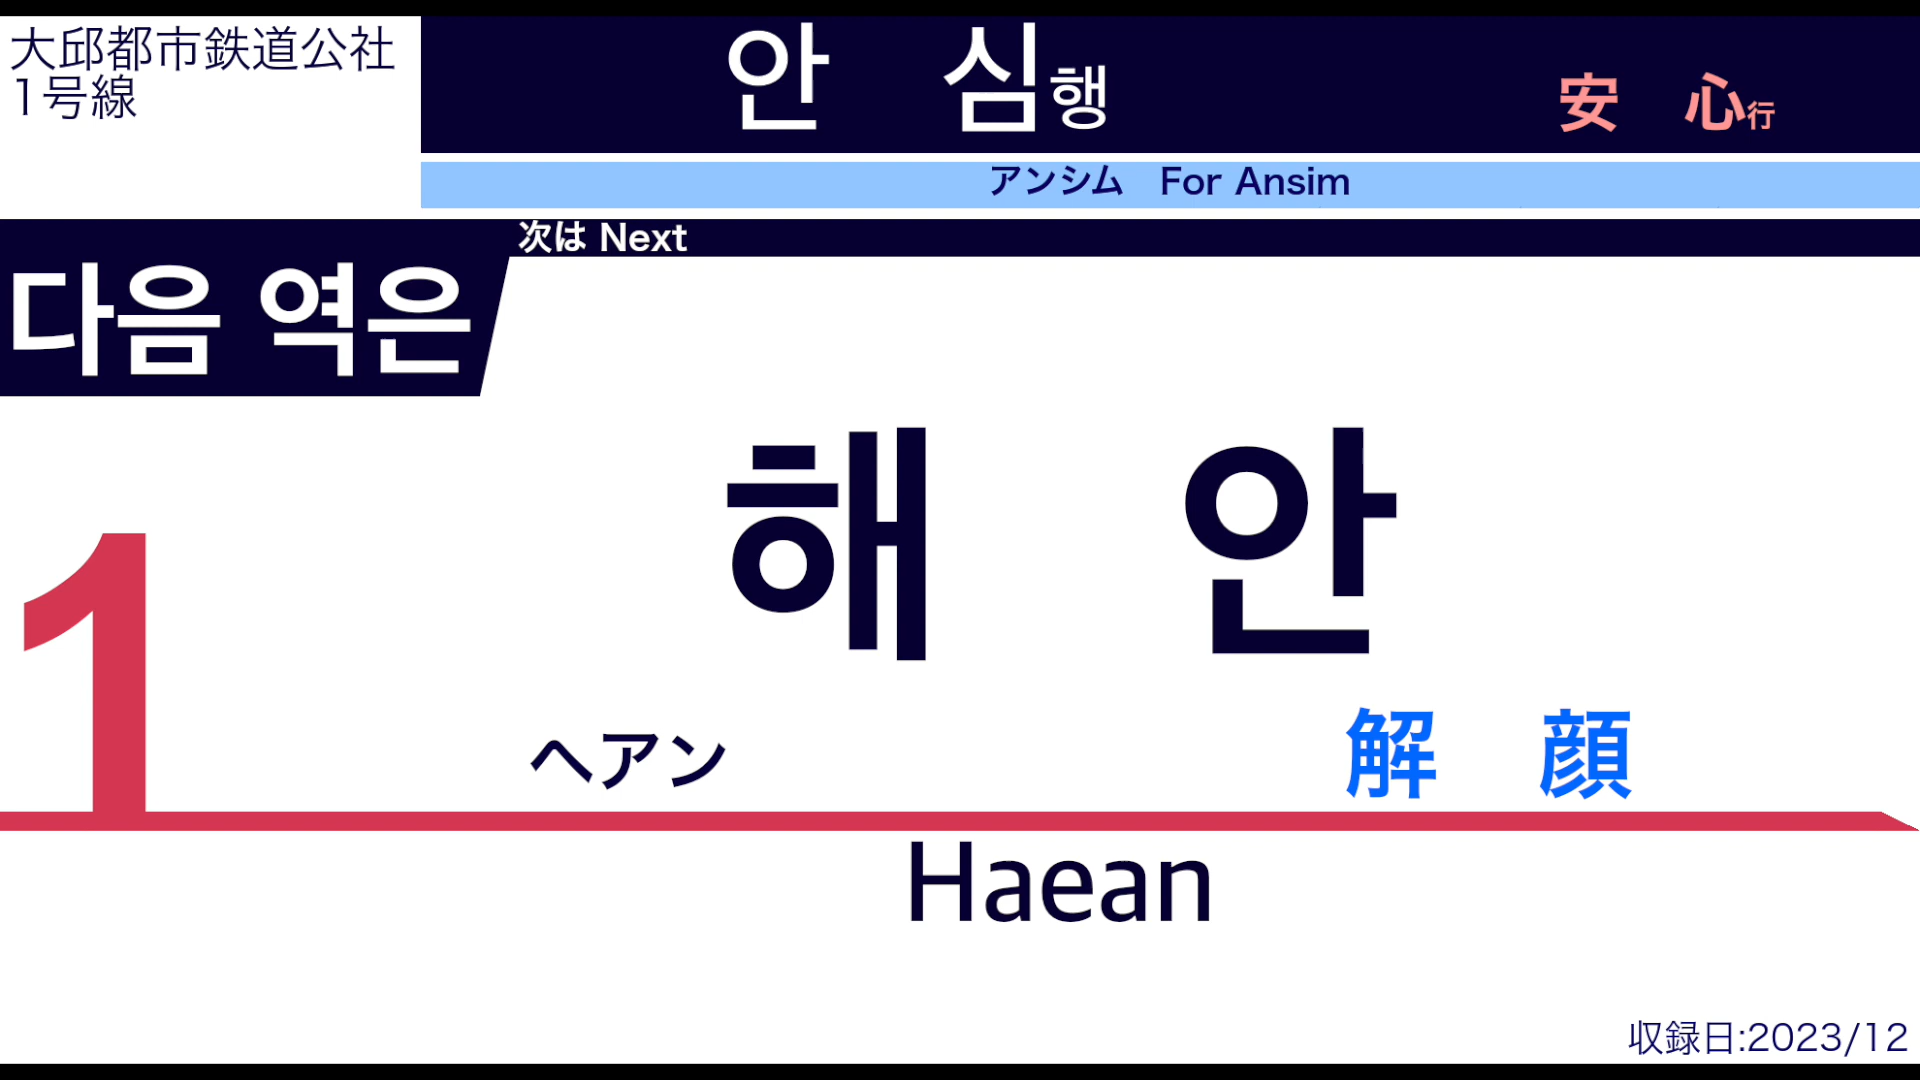 大邱都市鉄道公社
1号線
안 심행
安 心行
アンシム For Ansim
次は Next
다음 역은
해 안
1
ヘアン
解 顔
Haean
収録日:2023/12